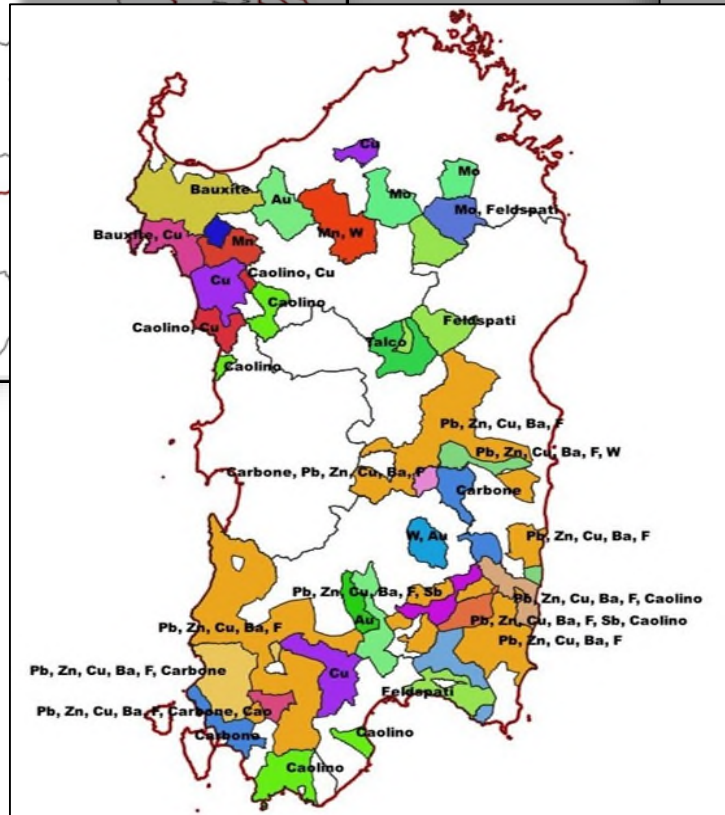 Cu
Mo
Bauxite
Au
Mo
Mo, Feldspati
Bauxite, Cu
Mn
Mn, W
Caolino, Cu
Cu
Caolino
Caolino, Cu
Feldspati
Talco
Caolino
Pb, Zn, Cu, Ba, F
Pb, Zn, Cu, Ba, F, W
Carbone, Pb, Zn, Cu, Ba, F
Carbone
W, Au
Pb, Zn, Cu, Ba, F
Pb, Zn, Cu, Ba, F, Sb
Pb, Zn, Cu, Ba, F, Caolino
Au
Pb, Zn, Cu, Ba, F, Sb, Caolino
Pb, Zn, Cu, Ba, F
Pb, Zn, Cu, Ba, F
Pb, Zn, Cu, Ba, F, Carbone
Cu
Feldspati
Pb, Zn, Cu, Ba, F, Carbone, Cao
Carbone
Caolino
Caolino